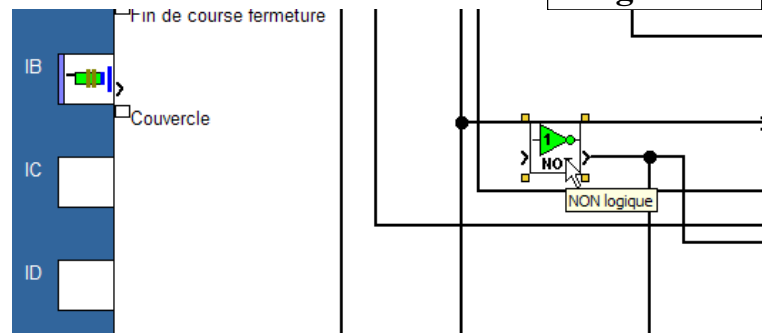 Fin de course fermeture
IB
Couvercle
1
NOT
NON logique
IC
ID